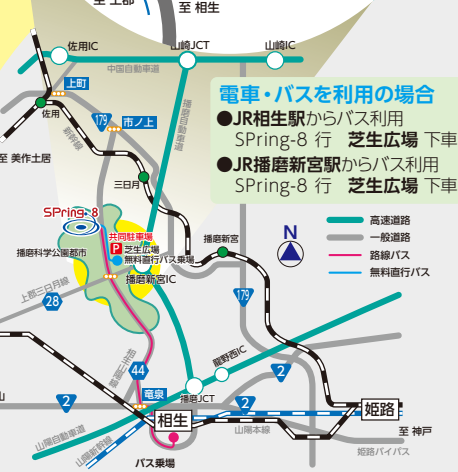 至 上郡
至 相生
佐用IC
山崎JCT
山崎IC
中国自動車道
上町
佐用
179
市ノ上
播磨自動車道
電車・バスを利用の場合
●JR相生駅からバス利用
SPring-8 行 芝生広場 下車
●JR播磨新宮駅からバス利用
SPring-8 行 芝生広場 下車
至 美作土居
三日月
SPring-8
共同駐車場
P 芝生広場
無料直行バス乗場
播磨科学公園都市
播磨新宮IC
播磨新宮
N
高速道路
一般道路
路線バス
無料直行バス
上郡三日月線
28
179
44
龍野西IC
2
竜泉
播磨JCT
2
2
相生
姫路
至 神戸
山陽自動車道
山陽新幹線
山陽本線
姫路バイパス
バス乗場